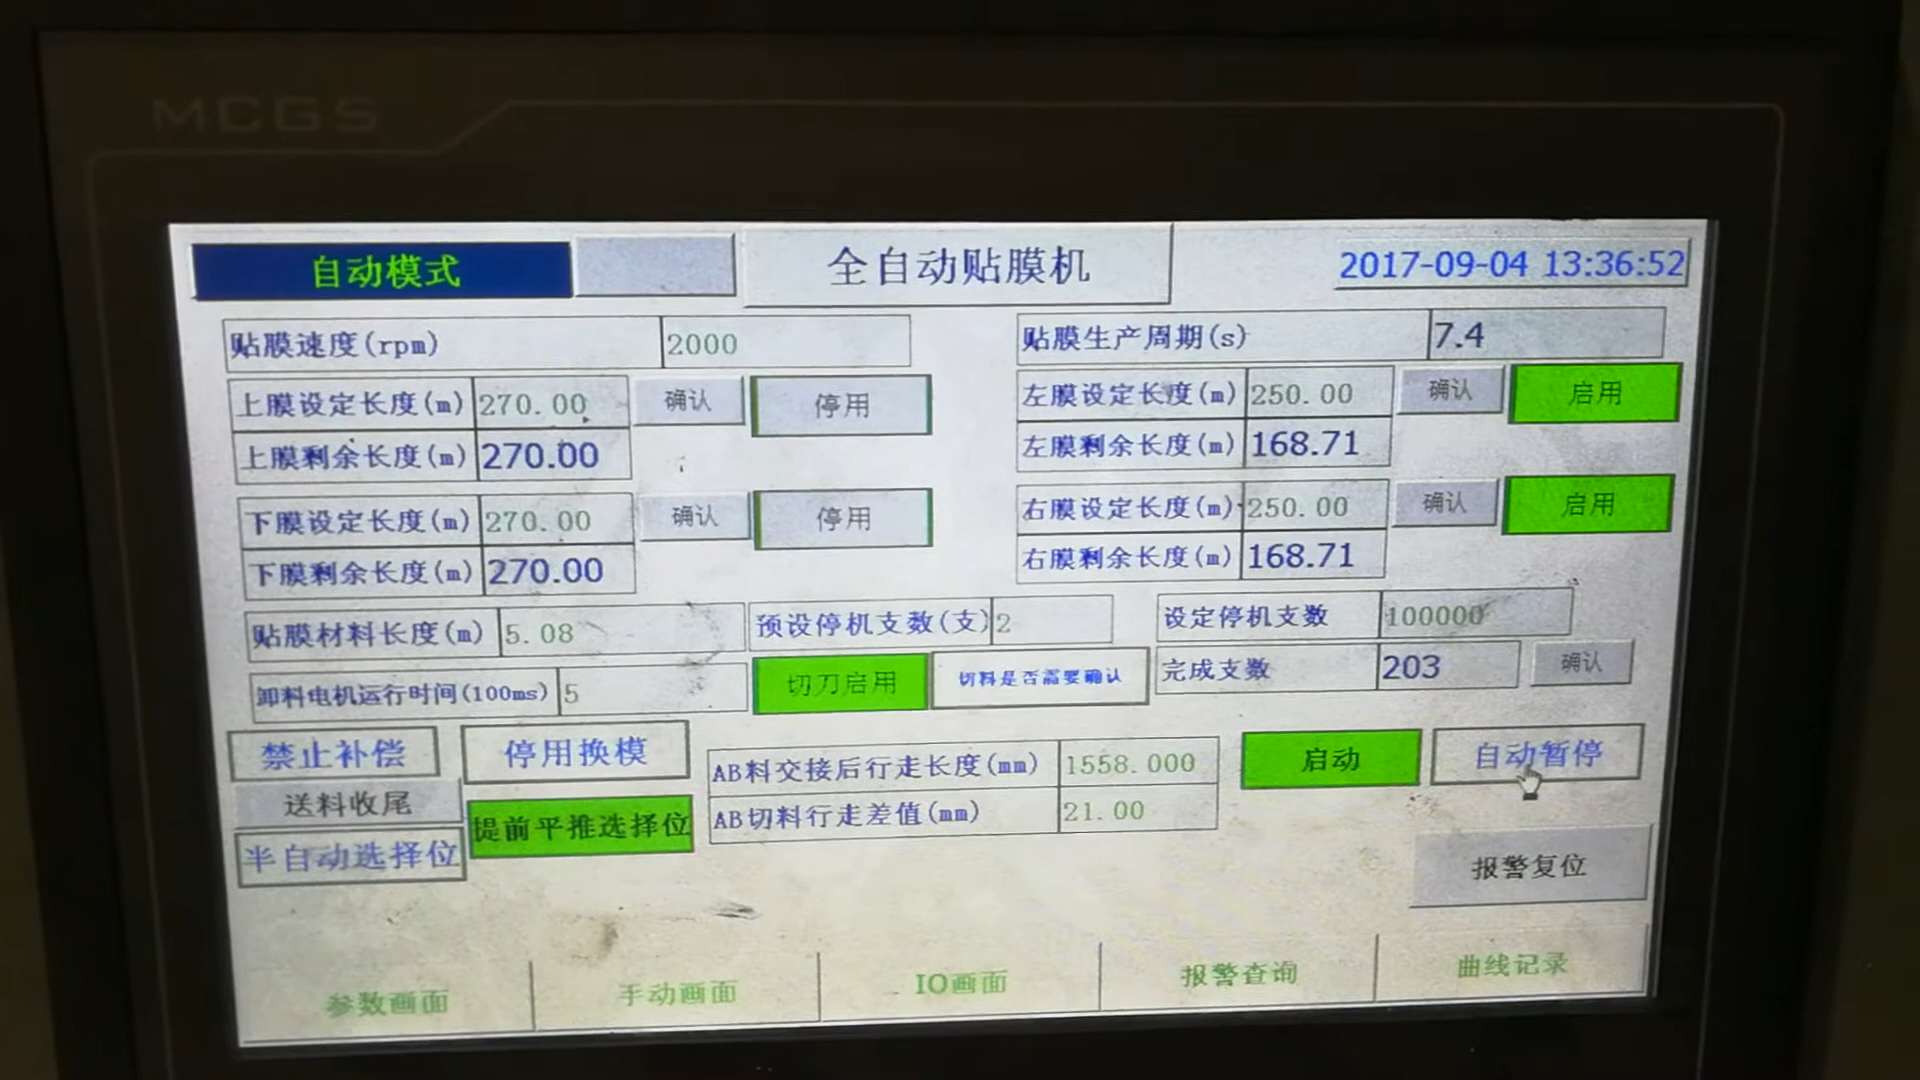 MCGS
自动模式 全自动贴膜机 2017-09-04 13:36:52
贴膜速度(rpm) 2000 贴膜生产周期(s) 7.4
上膜设定长度(m) 270.00 确认 停用 左膜设定长度(m) 250.00 确认 启用
上膜剩余长度(m) 270.00 左膜剩余长度(m) 168.71
下膜设定长度(m) 270.00 确认 停用 右膜设定长度(m) 250.00 确认 启用
下膜剩余长度(m) 270.00 右膜剩余长度(m) 168.71
贴膜材料长度(m) 5.08 预设停机支数(支) 2 设定停机支数 100000
卸料电机运行时间(100ms) 5 切刀启用 切料是否需要确认 完成支数 203 确认
禁止补偿 停用换模 AB料交接后行走长度(mm) 1558.000 启动 自动暂停
送料收尾 提前平推选择位 AB切料行走差值(mm) 21.00
半自动选择位 报警复位
参数画面 手动画面 IO画面 报警查询 曲线记录